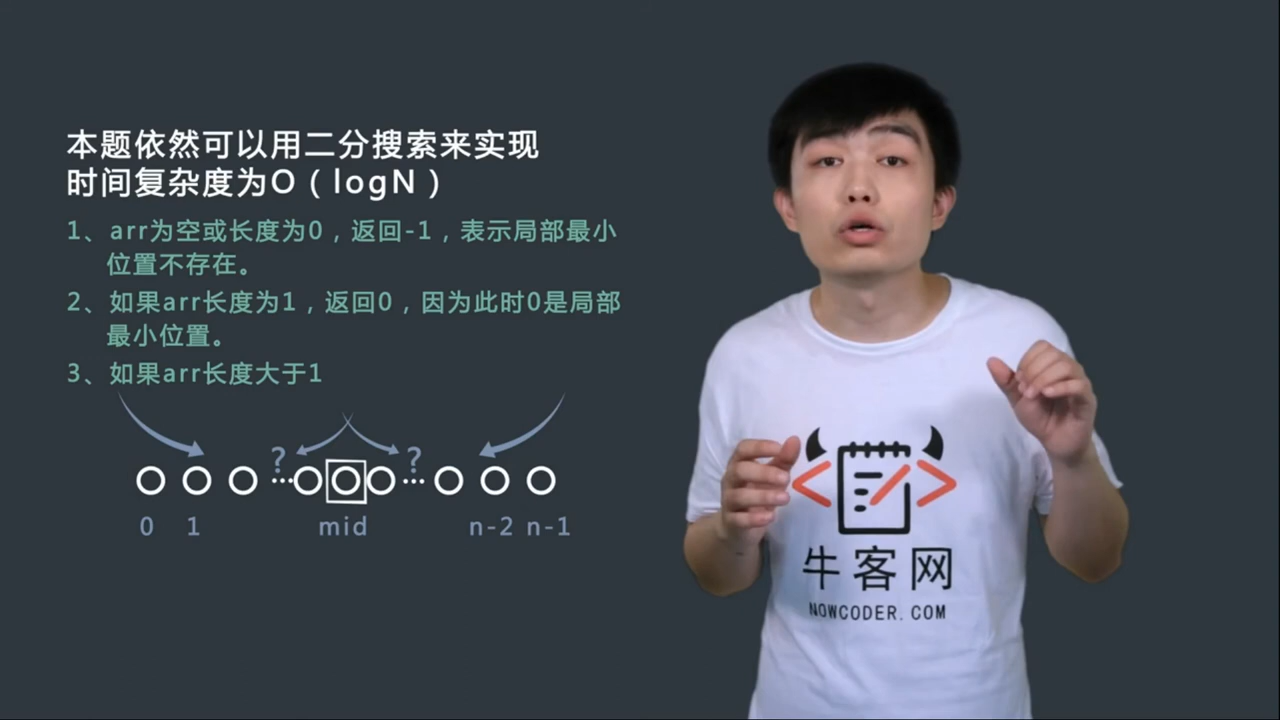 本题依然可以用二分搜索来实现
时间复杂度为O（logN）
1、arr为空或长度为0，返回-1，表示局部最小
位置不存在。
2、如果arr长度为1，返回0，因为此时0是局部
最小位置。
3、如果arr长度大于1
? ?
... ...
0 1 mid n-2 n-1
牛客网
NOWCODER.COM